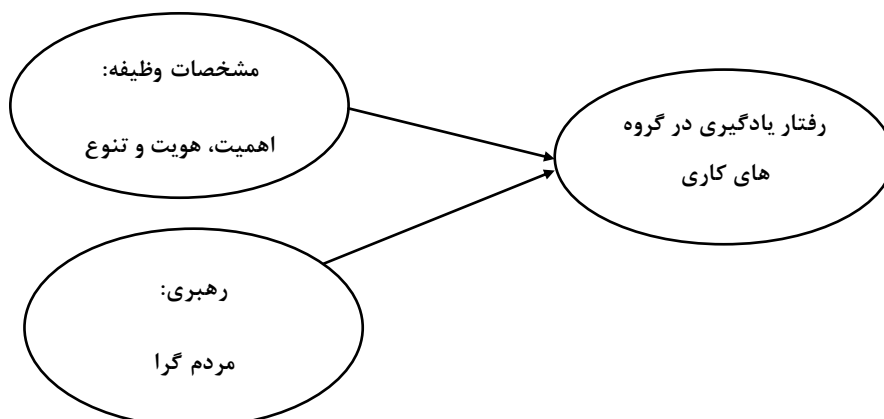 مشخصات وظیفه:
اهمیت، هویت و تنوع
رفتار یادگیری در گروه
های کاری
رهبری:
مردم گرا